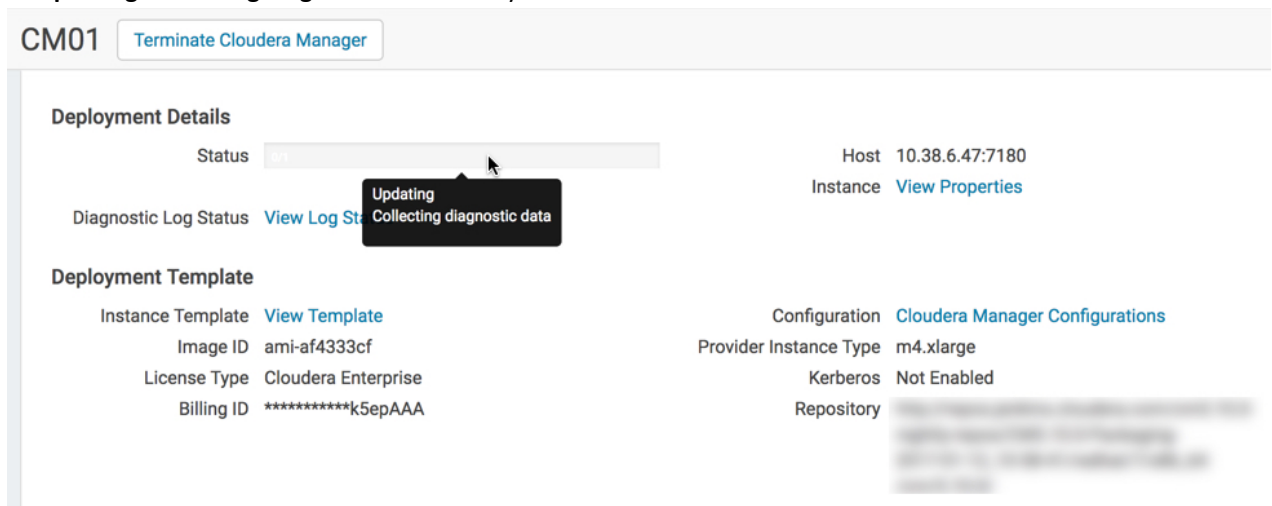 CM01 Terminate Cloudera Manager
Deployment Details
Status 0/1
Host 10.38.6.47:7180
Instance View Properties
Updating
Collecting diagnostic data
Diagnostic Log Status View Log Sta
Deployment Template
Instance Template View Template
Configuration Cloudera Manager Configurations
Image ID ami-af4333cf
Provider Instance Type m4.xlarge
License Type Cloudera Enterprise
Kerberos Not Enabled
Billing ID ***********k5epAAA
Repository